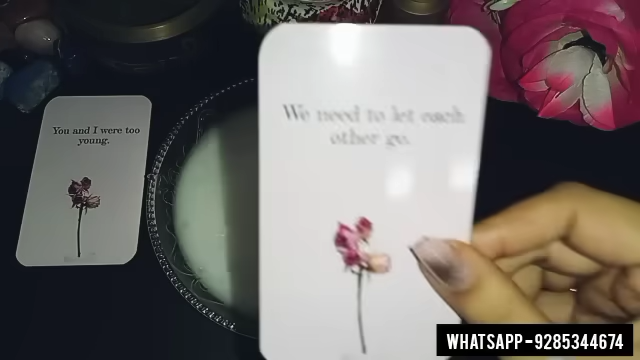 You and I were too
young.
We need to let each
other go.
WHATSAPP-9285344674